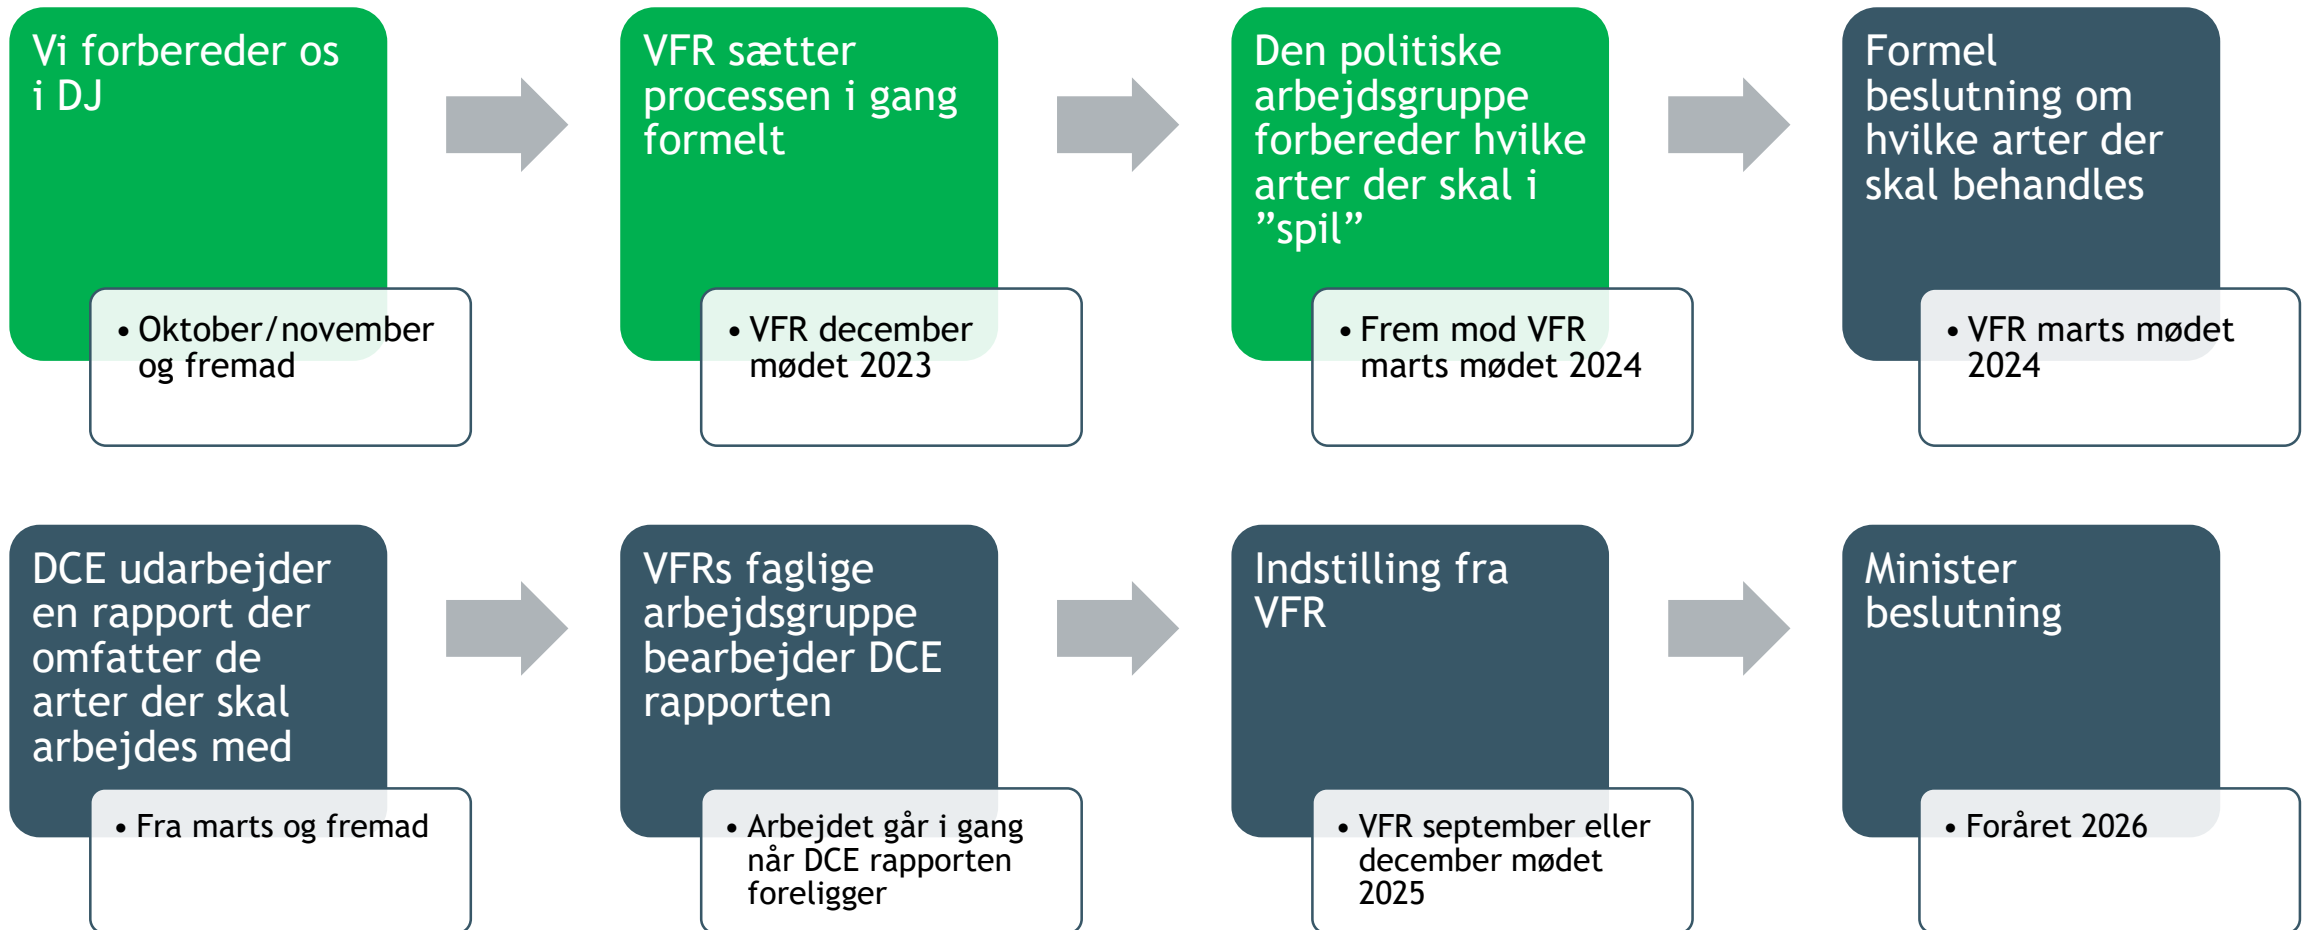 Vi forbereder os
i DJ
• Oktober/november
og fremad
VFR sætter
processen i gang
formelt
• VFR december
mødet 2023
Den politiske
arbejdsgruppe
forbereder hvilke
arter der skal i
”spil”
• Frem mod VFR
marts mødet 2024
Formel
beslutning om
hvilke arter der
skal behandles
• VFR marts mødet
2024
DCE udarbejder
en rapport der
omfatter de
arter der skal
arbejdes med
• Fra marts og fremad
VFRs faglige
arbejdsgruppe
bearbejder DCE
rapporten
• Arbejdet går i gang
når DCE rapporten
foreligger
Indstilling fra
VFR
• VFR september eller
december mødet
2025
Minister
beslutning
• Foråret 2026